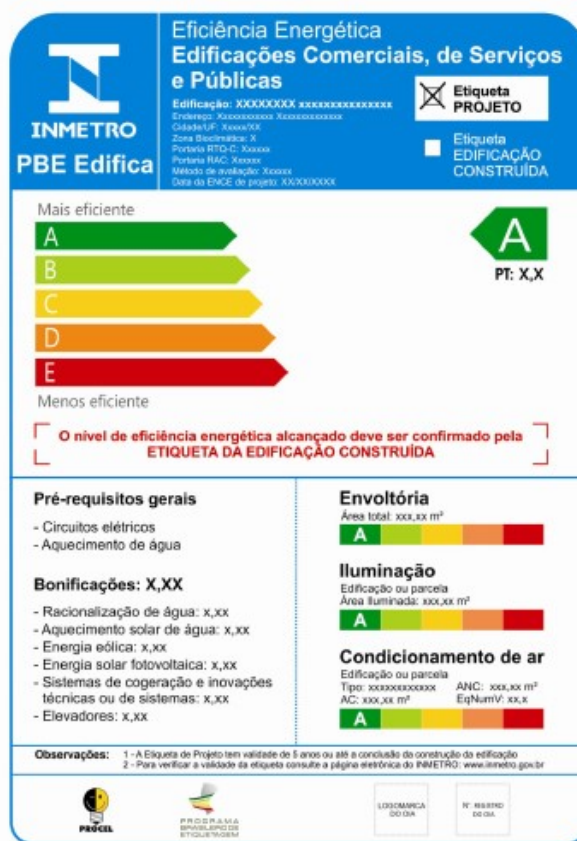 INMETRO
PBE Edifica
Eficiência Energética
Edificações Comerciais, de Serviços
e Públicas
Edificação: XXXXXXXX xxxxxxxxxxxxxxx
Endereço: Xxxxxxxxxxx Xxxxxxxxxxxxx
Cidade/UF: Xxxxx/XX
Zona Bioclimática: X
Portaria RTQ-C: Xxxxxx
Portaria RAC: Xxxxxx
Método de avaliação: Xxxxxx
Data da ENCE de projeto: XX/XX/XXXX
Etiqueta
PROJETO
Etiqueta
EDIFICAÇÃO
CONSTRUÍDA
Mais eficiente
A
B
C
D
E
Menos eficiente
A
PT: X,X
O nível de eficiência energética alcançado deve ser confirmado pela
ETIQUETA DA EDIFICAÇÃO CONSTRUÍDA
Pré-requisitos gerais
- Circuitos elétricos
- Aquecimento de água
Bonificações: X,XX
- Racionalização de água: x,xx
- Aquecimento solar de água: x,xx
- Energia eólica: x,xx
- Energia solar fotovoltaica: x,xx
- Sistemas de cogeração e inovações
técnicas ou de sistemas: x,xx
- Elevadores: x,xx
Envoltória
Área total: xxx,xx m²
A
Iluminação
Edificação ou parcela
Área Iluminada: xxx,xx m²
A
Condicionamento de ar
Edificação ou parcela
Tipo: xxxxxxxxxxxx ANC: xxx,xx m²
AC: xxx,xx m² EqNumV: xx,x
A
Observações: 1 - A Etiqueta de Projeto tem validade de 5 anos ou até a conclusão da construção da edificação
2 - Para verificar a validade da etiqueta consulte a página eletrônica do INMETRO: www.inmetro.gov.br
PROCEL
PROGRAMA
BRASILEIRO DE
ETIQUETAGEM
LOGOMARCA
DO OIA
N°. REGISTRO
DO OIA